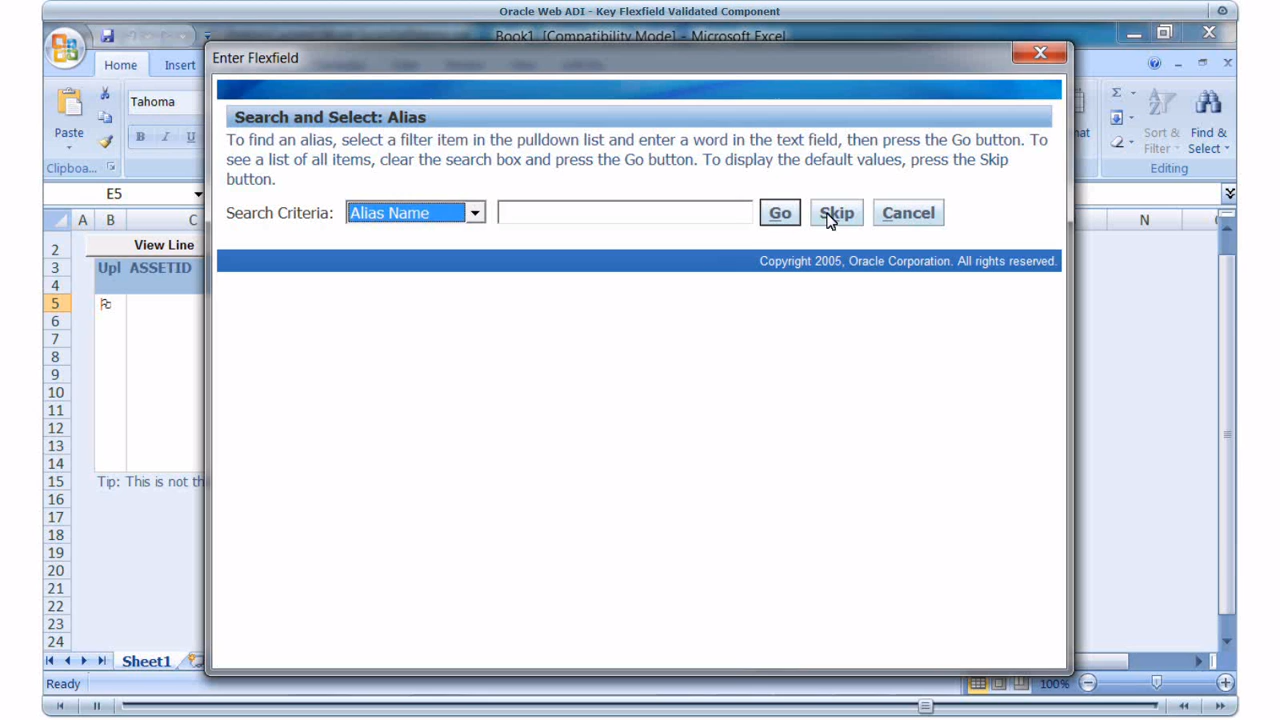 Oracle Web ADI - Key Flexfield Validated Component
Book1 [Compatibility Mode] - Microsoft Excel
Enter Flexfield
Home
Insert
Tahoma
B I U
Paste
Clipboa...
Σ
Sort &
Filter
Find &
Select
Editing
E5
A B C
N
Search and Select: Alias
To find an alias, select a filter item in the pulldown list and enter a word in the text field, then press the Go button. To
see a list of all items, clear the search box and press the Go button. To display the default values, press the Skip
button.
Search Criteria:
Alias Name
Go
Skip
Cancel
Copyright 2005, Oracle Corporation. All rights reserved.
View Line
Upl ASSETID
2
3
4
5
6
7
8
9
10
11
12
13
14
15
16
17
18
19
20
21
22
23
24
Tip: This is not th
Sheet1
Ready
100%